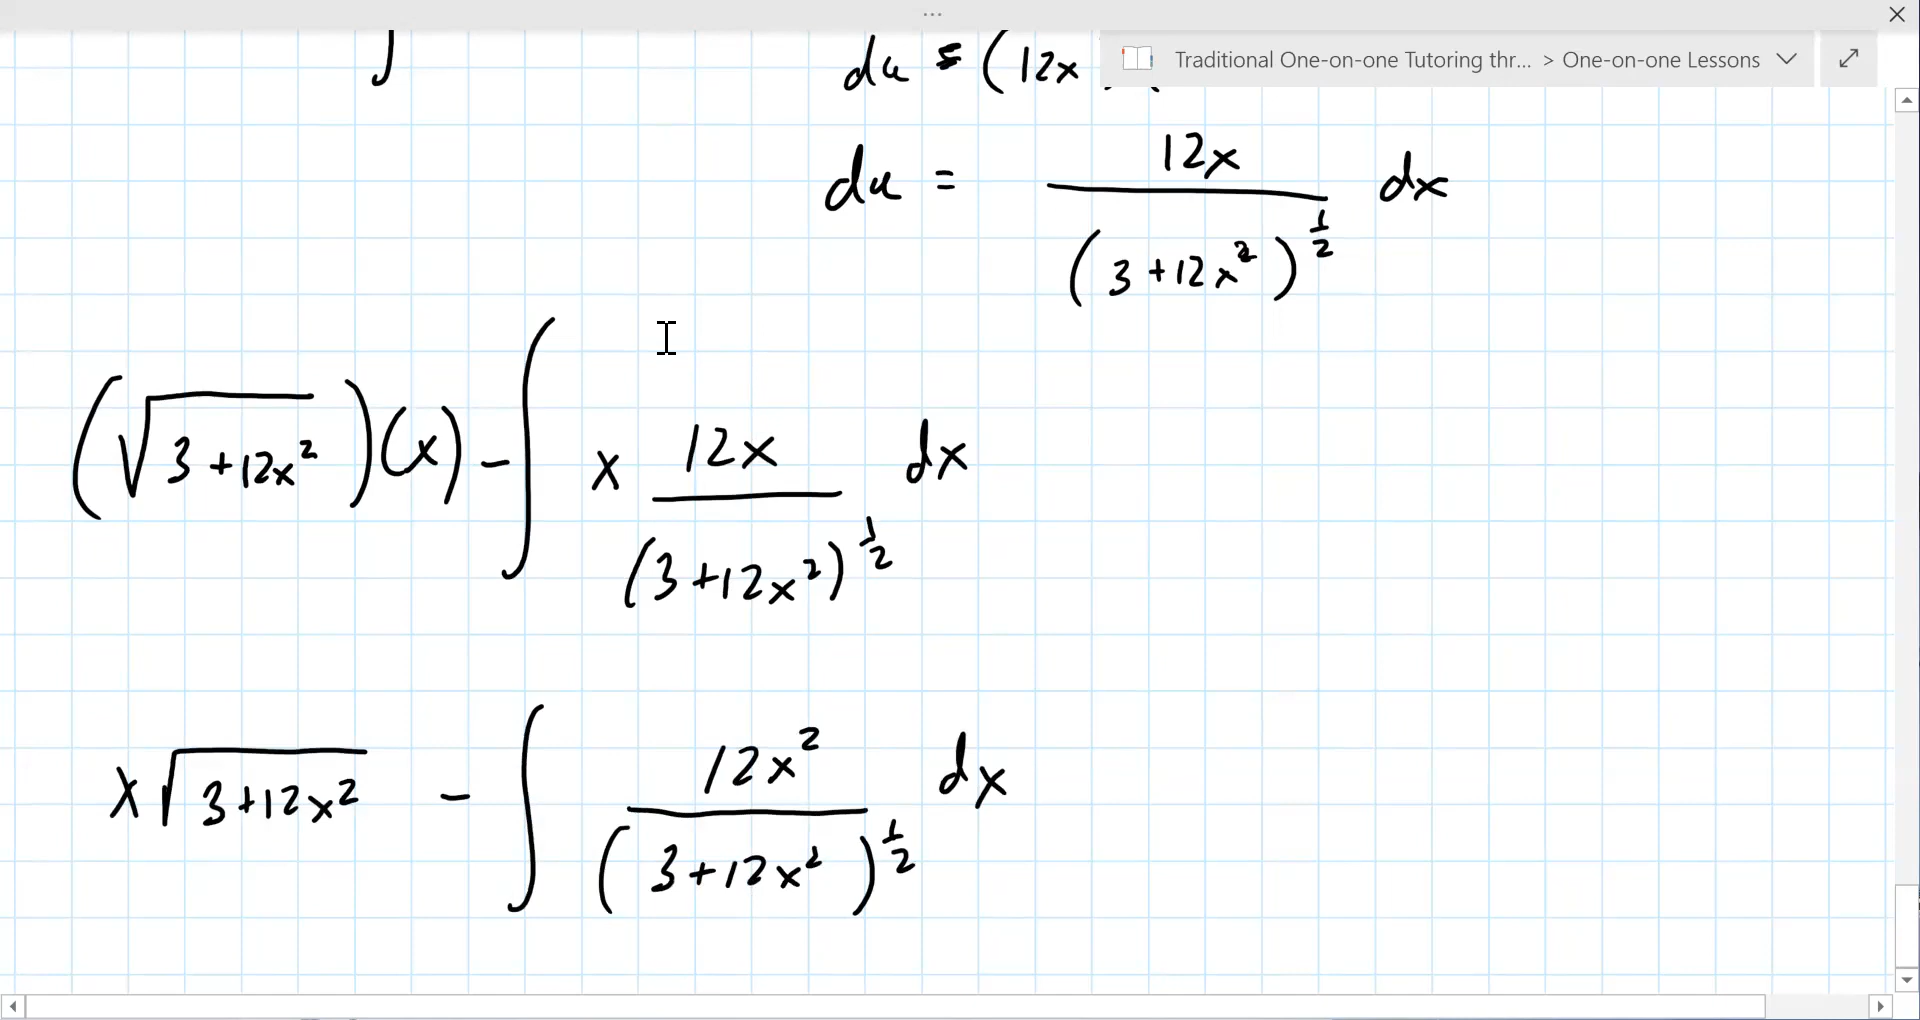 ...
Traditional One-on-one Tutoring thr... > One-on-one Lessons
∫ du = (12x
du = 12x / (3+12x²)^(1/2) dx
(√(3+12x²))(x) - ∫ x 12x / (3+12x²)^(1/2) dx
x√(3+12x²) - ∫ 12x² / (3+12x²)^(1/2) dx